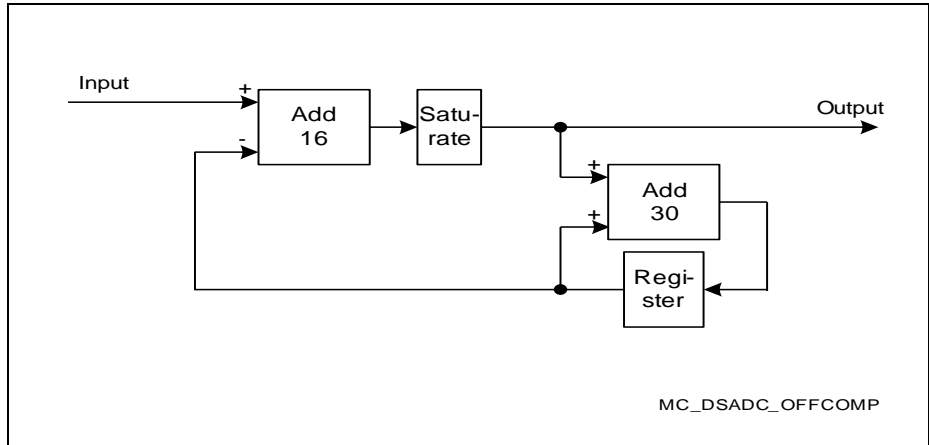 Input
+
Add
16
-
Satu-
rate
Output
+
Add
30
+
Regi-
ster
MC_DSADC_OFFCOMP